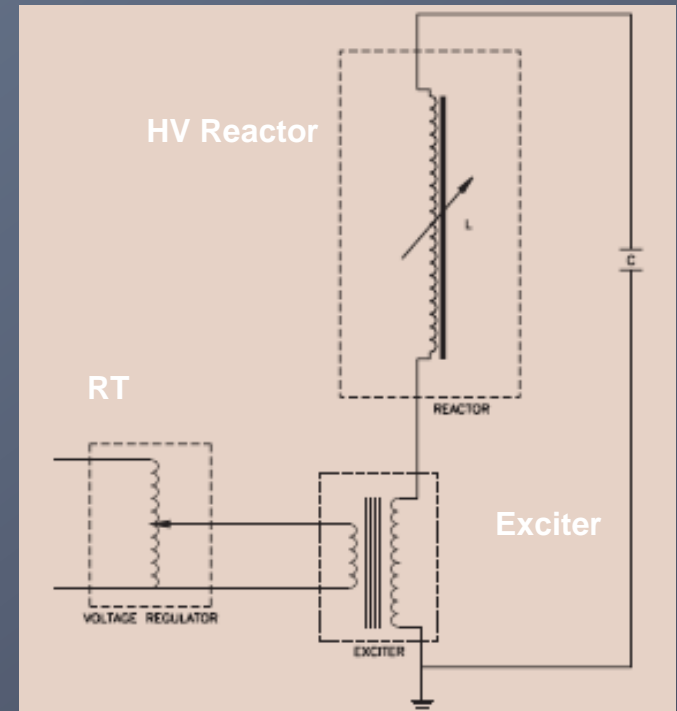 HV Reactor
L
C
RT
REACTOR
Exciter
VOLTAGE REGULATOR
EXCITER